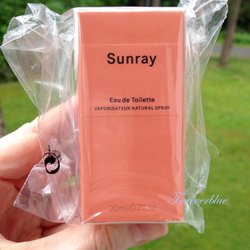 Sunray
Eau de Toilette
VAPORISATEUR NATURAL SPRAY
20ml/0.7fl.oz